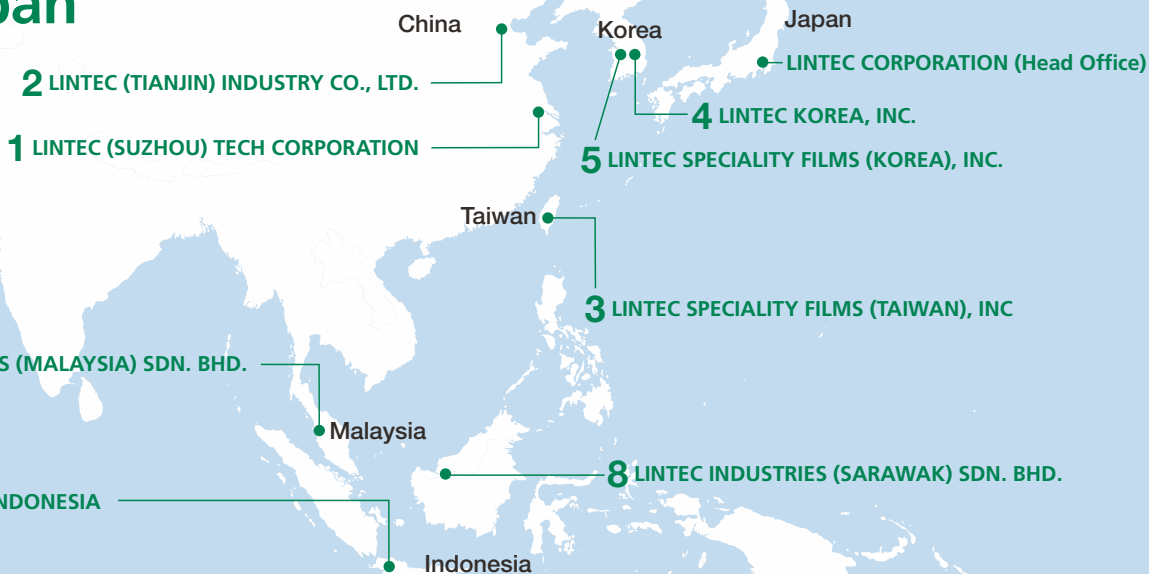 pan
China
Korea
Japan
LINTEC CORPORATION (Head Office)
2 LINTEC (TIANJIN) INDUSTRY CO., LTD.
4 LINTEC KOREA, INC.
1 LINTEC (SUZHOU) TECH CORPORATION
5 LINTEC SPECIALITY FILMS (KOREA), INC.
Taiwan
3 LINTEC SPECIALITY FILMS (TAIWAN), INC
S (MALAYSIA) SDN. BHD.
Malaysia
8 LINTEC INDUSTRIES (SARAWAK) SDN. BHD.
NDONESIA
Indonesia